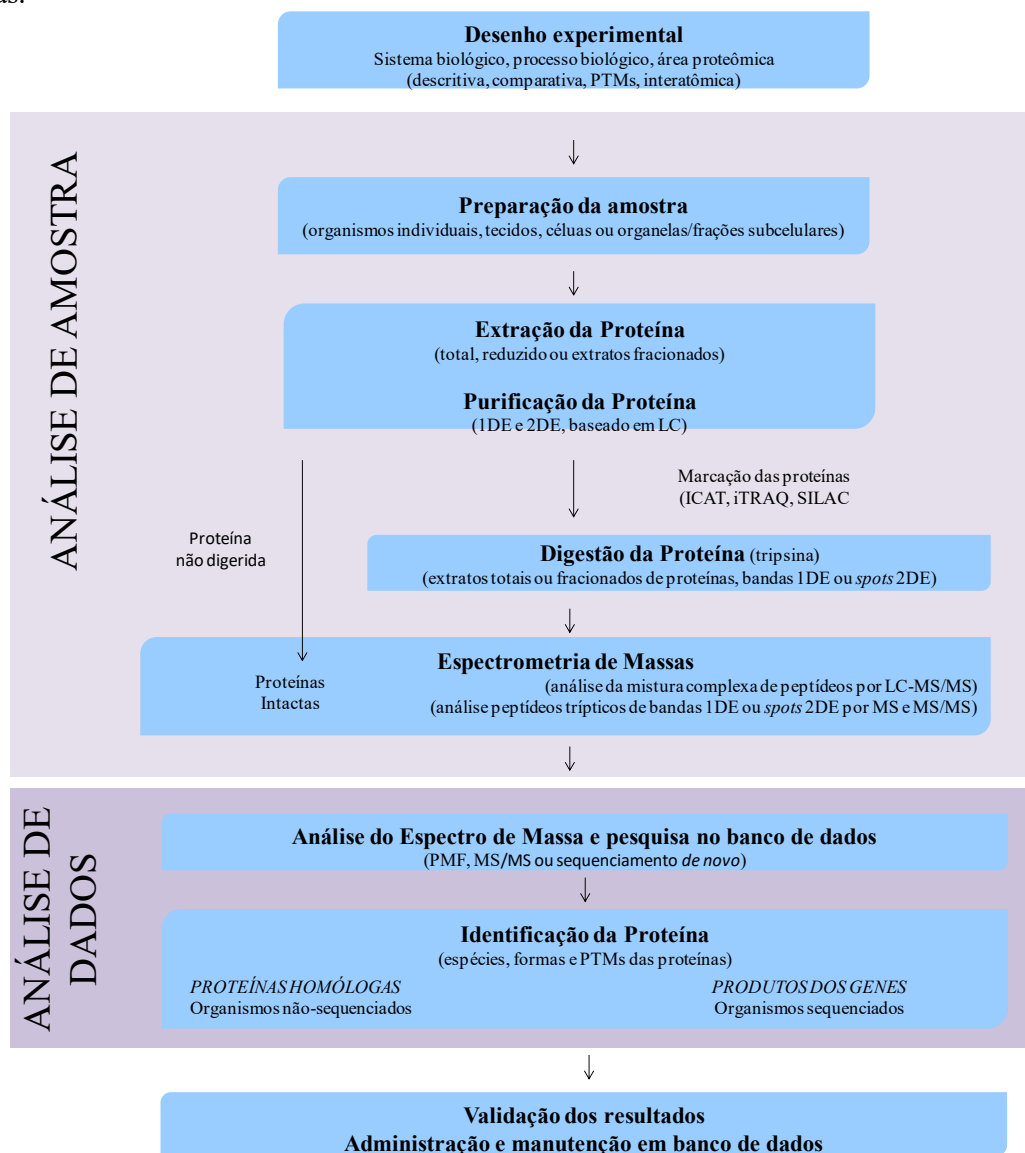 as.
Desenho experimental
Sistema biológico, processo biológico, área proteômica
(descritiva, comparativa, PTMs, interatômica)
ANÁLISE DE AMOSTRA
Preparação da amostra
(organismos individuais, tecidos, céluas ou organelas/frações subcelulares)
Extração da Proteína
(total, reduzido ou extratos fracionados)
Purificação da Proteína
(1DE e 2DE, baseado em LC)
Marcação das proteínas
(ICAT, iTRAQ, SILAC
Proteína
não digerida
Digestão da Proteína (tripsina)
(extratos totais ou fracionados de proteínas, bandas 1DE ou spots 2DE)
Espectrometria de Massas
Proteínas
Intactas
(análise da mistura complexa de peptídeos por LC-MS/MS)
(análise peptídeos trípticos de bandas 1DE ou spots 2DE por MS e MS/MS)
ANÁLISE DE
DADOS
Análise do Espectro de Massa e pesquisa no banco de dados
(PMF, MS/MS ou sequenciamento de novo)
Identificação da Proteína
(espécies, formas e PTMs das proteínas)
PROTEÍNAS HOMÓLOGAS
Organismos não-sequenciados
PRODUTOS DOS GENES
Organismos sequenciados
Validação dos resultados
Administração e manutenção em banco de dados